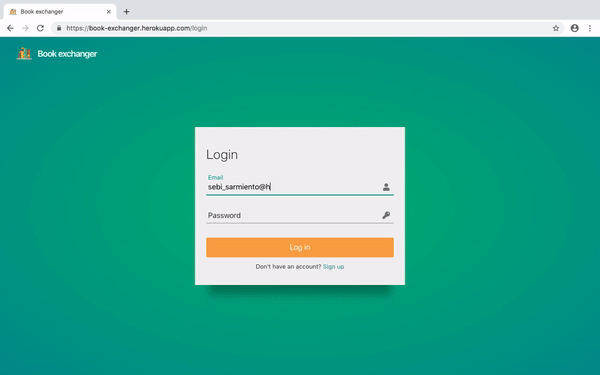 Book exchanger
https://book-exchanger.herokuapp.com/login
Book exchanger
Login
Email
sebi_sarmiento@h
Password
Log in
Don't have an account? Sign up